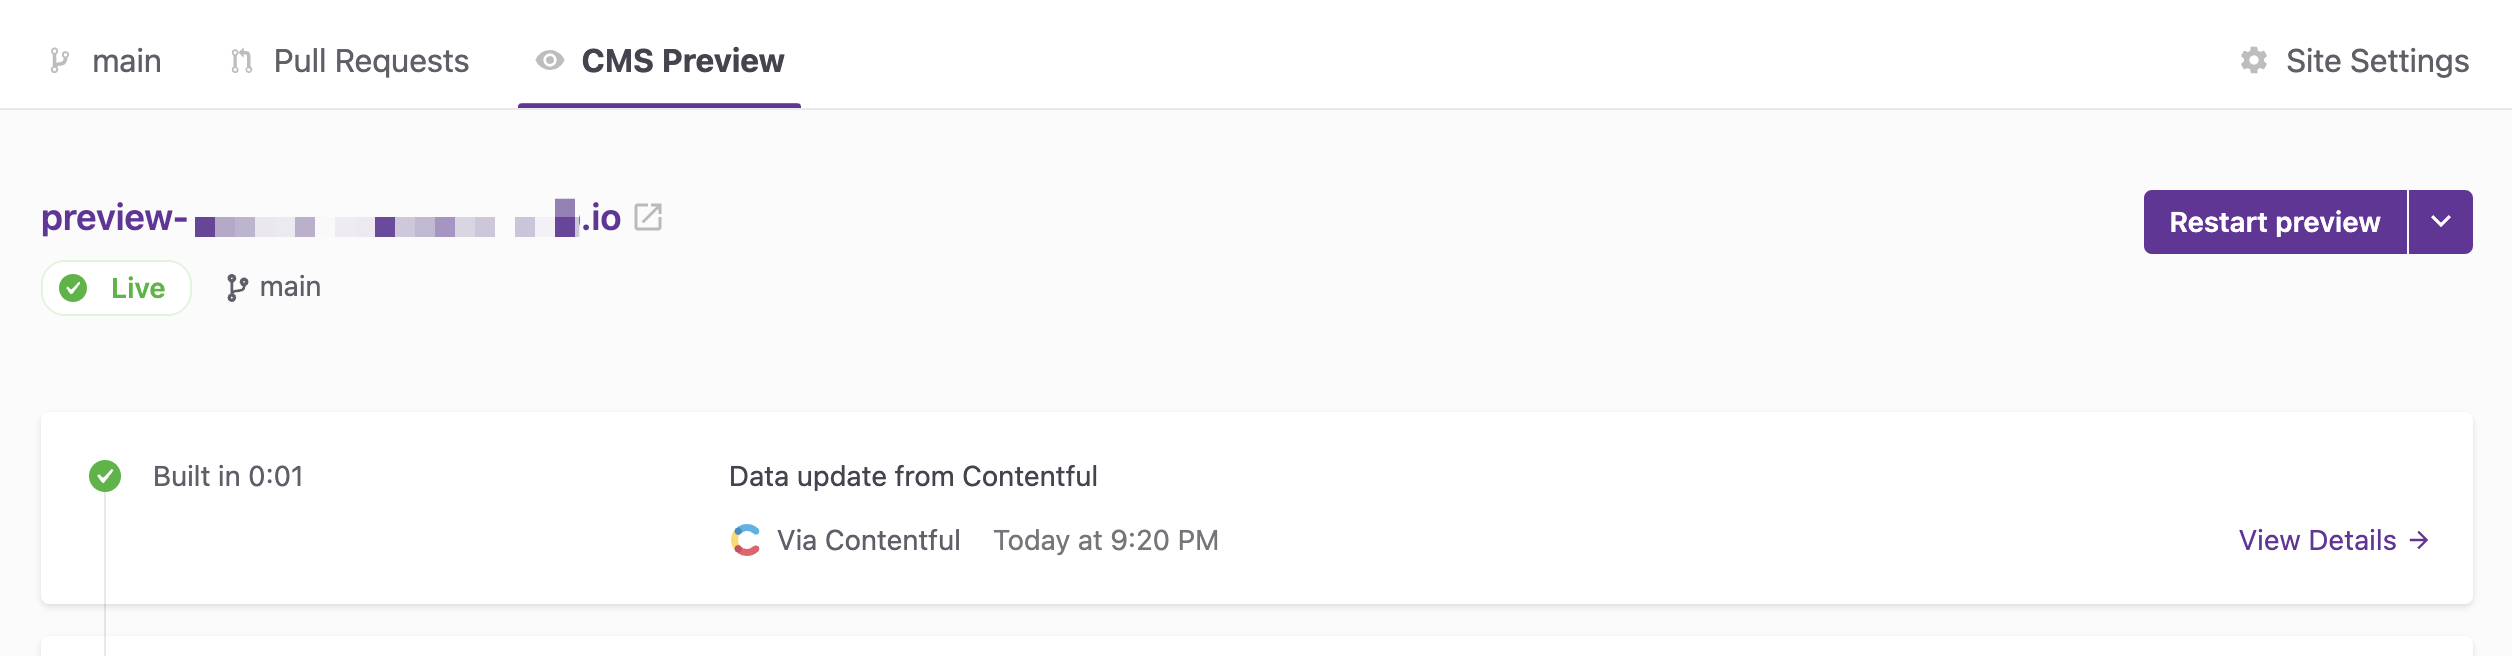 main
Pull Requests
CMS Preview
Site Settings
preview-
.io
Restart preview
Live
main
Built in 0:01
Data update from Contentful
Via Contentful Today at 9:20 PM
View Details →